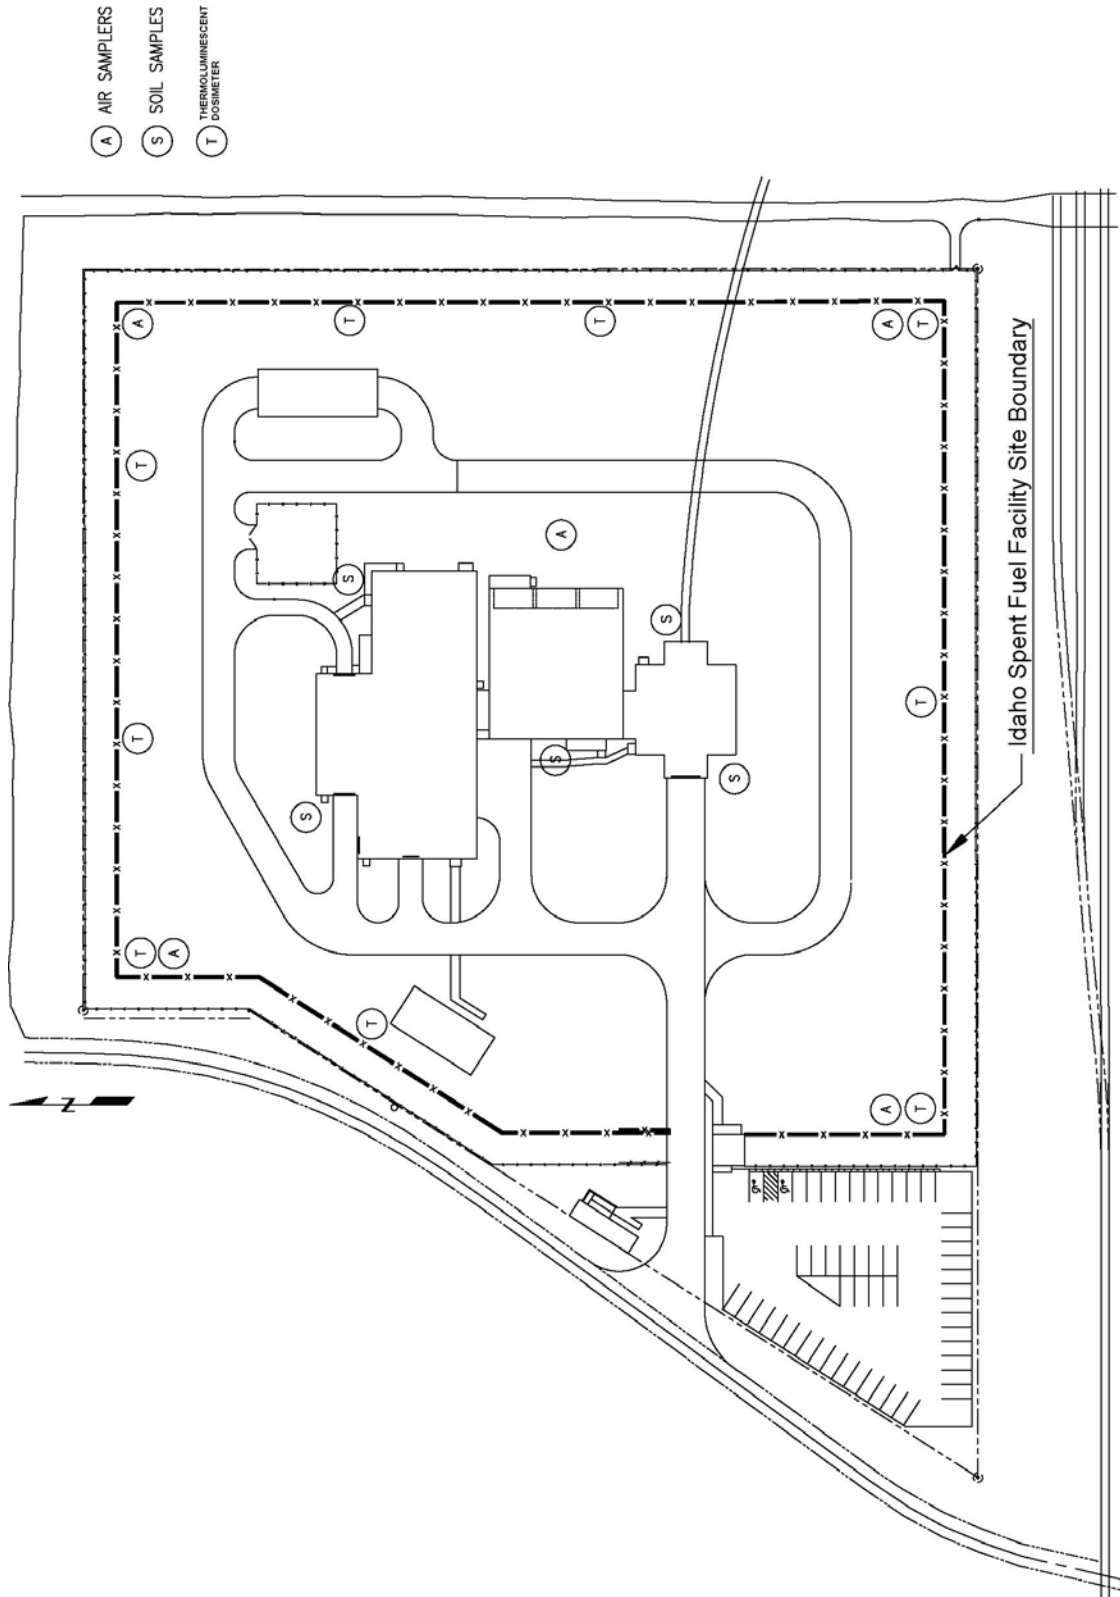 A AIR SAMPLERS
S SOIL SAMPLES
T THERMOLUMINESCENT
DOSIMETER
A
T
T
A
T
T
A
S
S
T
T
S
S
S
T
A
T
A
T
N
Idaho Spent Fuel Facility Site Boundary